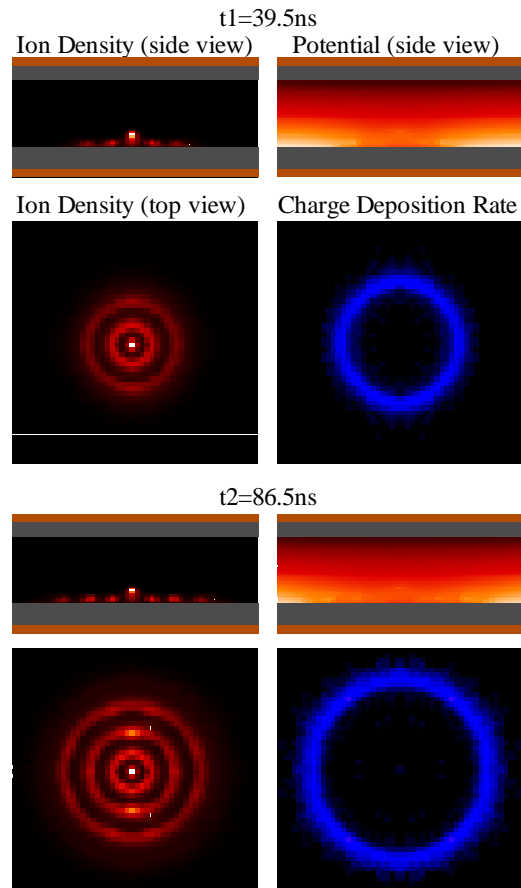 t1=39.5ns
Ion Density (side view) Potential (side view)
Ion Density (top view) Charge Deposition Rate
t2=86.5ns